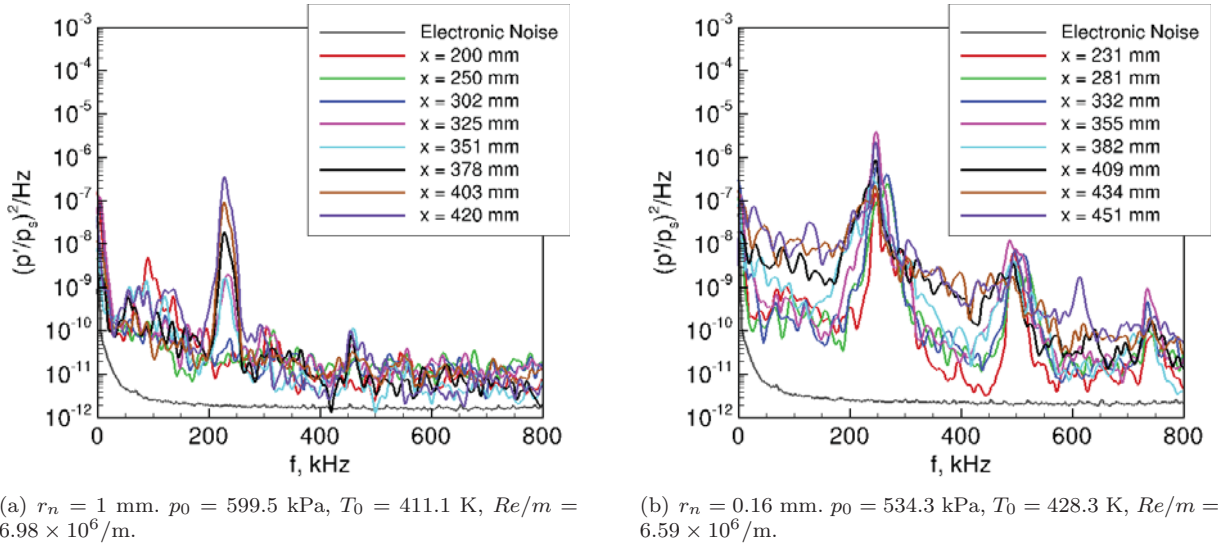 10⁻³
10⁻⁴
10⁻⁵
10⁻⁶
10⁻⁷
10⁻⁸
10⁻⁹
10⁻¹⁰
10⁻¹¹
10⁻¹²
(p'/pₛ)²/Hz
0 200 400 600 800
f, kHz
Electronic Noise
x = 200 mm
x = 250 mm
x = 302 mm
x = 325 mm
x = 351 mm
x = 378 mm
x = 403 mm
x = 420 mm
(a) rₙ = 1 mm. p₀ = 599.5 kPa, T₀ = 411.1 K, Re/m =
6.98 × 10⁶/m.
10⁻³
10⁻⁴
10⁻⁵
10⁻⁶
10⁻⁷
10⁻⁸
10⁻⁹
10⁻¹⁰
10⁻¹¹
10⁻¹²
(p'/pₛ)²/Hz
0 200 400 600 800
f, kHz
Electronic Noise
x = 231 mm
x = 281 mm
x = 332 mm
x = 355 mm
x = 382 mm
x = 409 mm
x = 434 mm
x = 451 mm
(b) rₙ = 0.16 mm. p₀ = 534.3 kPa, T₀ = 428.3 K, Re/m =
6.59 × 10⁶/m.